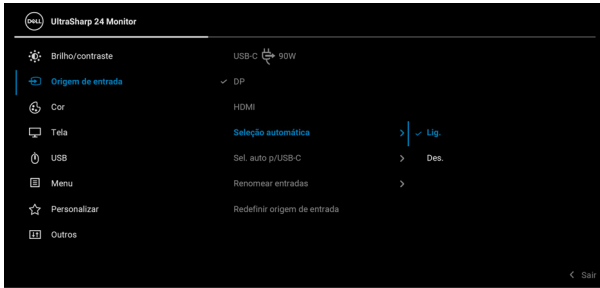 DELL UltraSharp 24 Monitor
Brilho/contraste
USB-C 90W
Origem de entrada
DP
Cor
HDMI
Tela
Seleção automática
Lig.
USB
Sel. auto p/USB-C
Des.
Menu
Renomear entradas
Personalizar
Redefinir origem de entrada
Outros
Sair